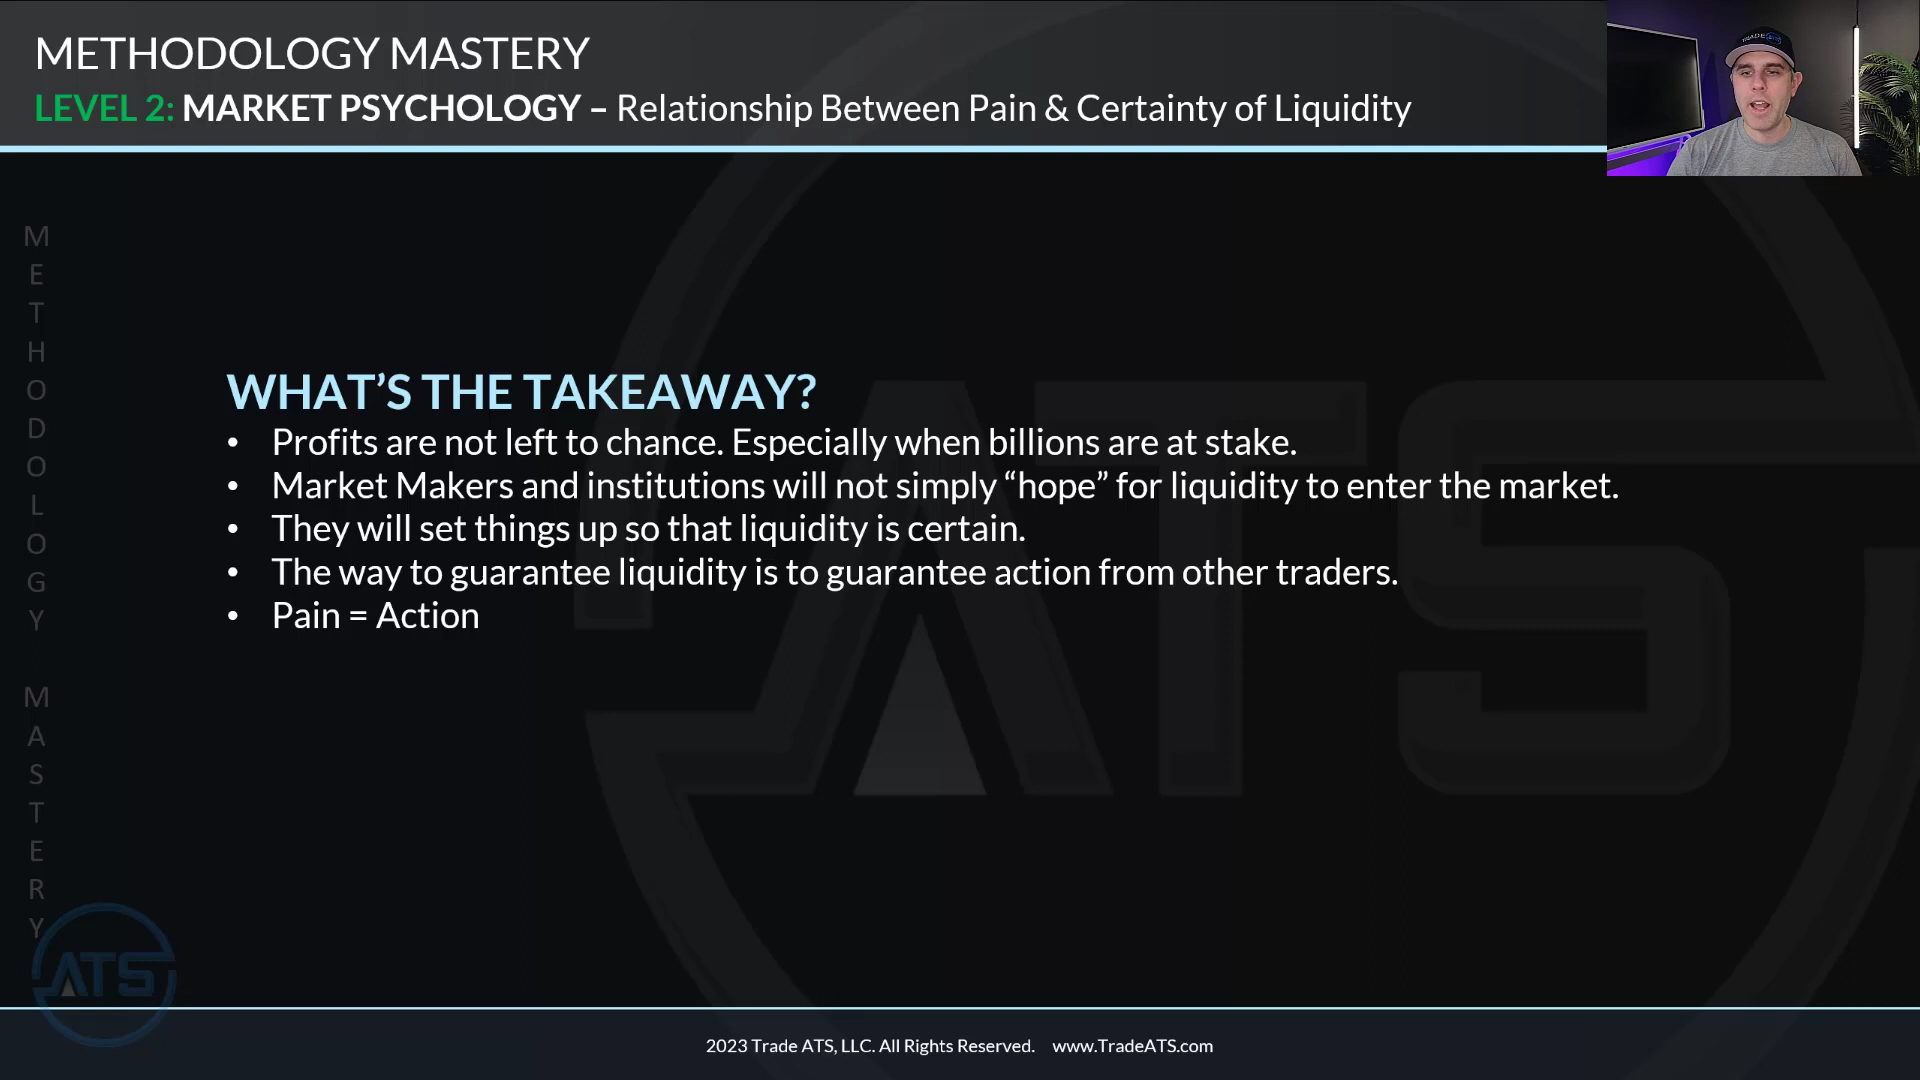 METHODOLOGY MASTERY
LEVEL 2: MARKET PSYCHOLOGY – Relationship Between Pain & Certainty of Liquidity
TRADE ATS
METHODOLOGY MASTERY
WHAT’S THE TAKEAWAY?
• Profits are not left to chance. Especially when billions are at stake.
• Market Makers and institutions will not simply “hope” for liquidity to enter the market.
• They will set things up so that liquidity is certain.
• The way to guarantee liquidity is to guarantee action from other traders.
• Pain = Action
ATS
ATS
2023 Trade ATS, LLC. All Rights Reserved. www.TradeATS.com